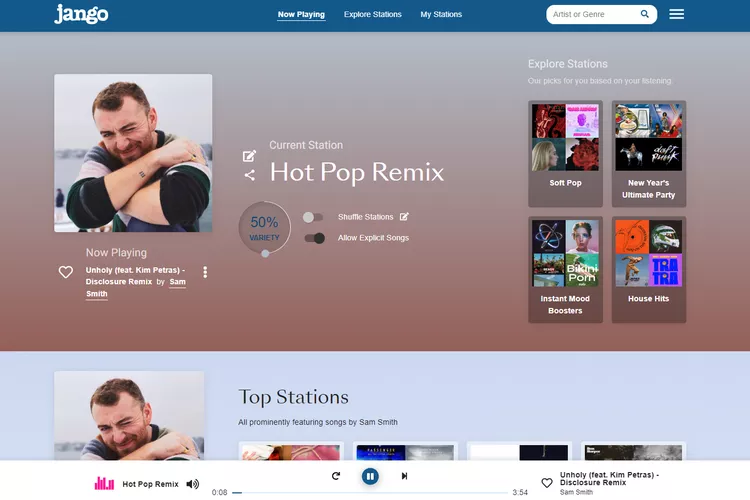 jango
Now Playing
Explore Stations
My Stations
Artist or Genre
Explore Stations
Our picks for you based on your listening.
Current Station
Hot Pop Remix
50%
VARIETY
Shuffle Stations
Allow Explicit Songs
Soft Pop
daft
punk
New Year's
Ultimate Party
Bikini
Porn
TRA
TRA
Instant Mood
Boosters
House Hits
Now Playing
Unholy (feat. Kim Petras) -
Disclosure Remix by Sam
Smith
Top Stations
All prominently featuring songs by Sam Smith
Hot Pop Remix
0:08
3:54
Unholy (feat. Kim Petras) -
Disclosure Remix
Sam Smith